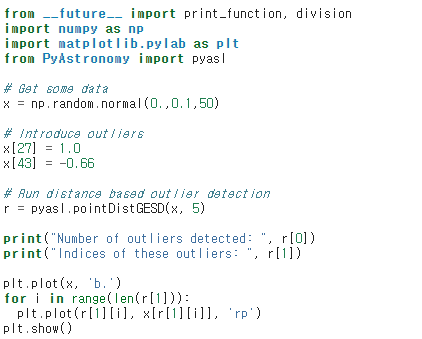 from __future__ import print_function, division
import numpy as np
import matplotlib.pylab as plt
from PyAstronomy import pyasl

# Get some data
x = np.random.normal(0.,0.1,50)

# Introduce outliers
x[27] = 1.0
x[43] = -0.66

# Run distance based outlier detection
r = pyasl.pointDistGESD(x, 5)

print("Number of outliers detected: ", r[0])
print("Indices of these outliers: ", r[1])

plt.plot(x, 'b.')
for i in range(len(r[1])):
  plt.plot(r[1][i], x[r[1][i]], 'rp')
plt.show()